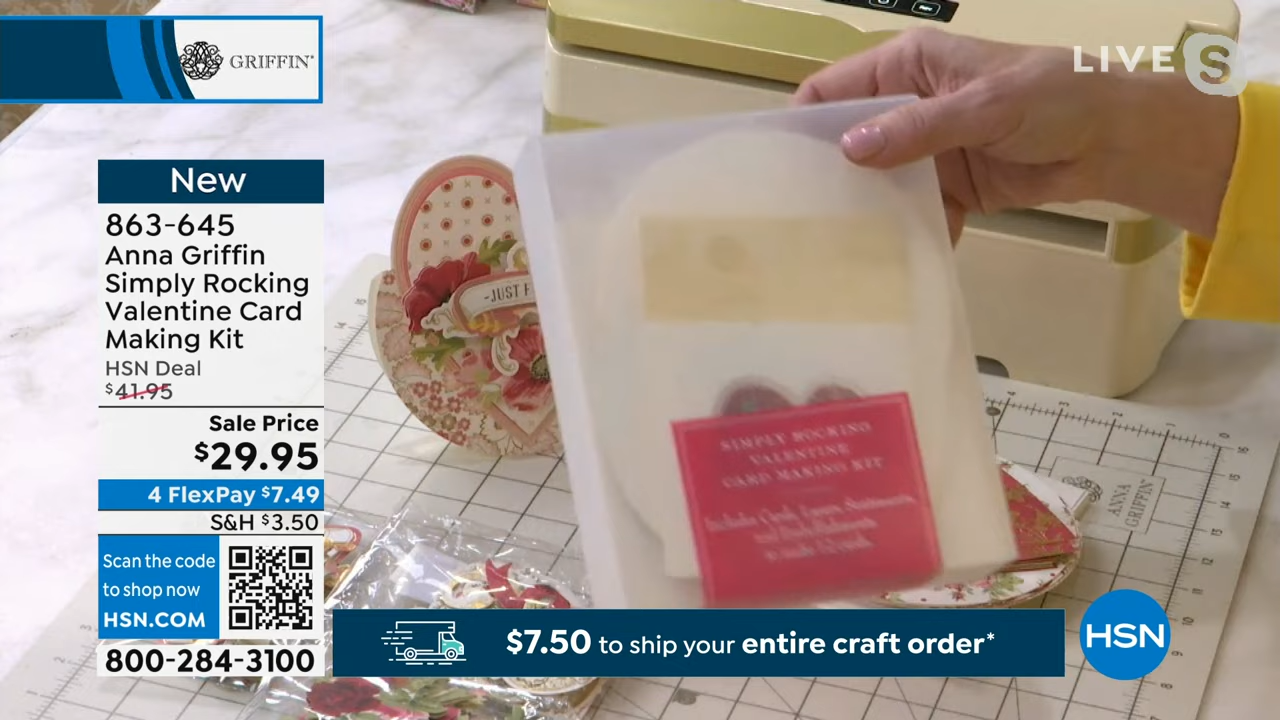 GRIFFIN
LIVE S
New
863-645
Anna Griffin
Simply Rocking
Valentine Card
Making Kit
HSN Deal
$41.95
Sale Price
$29.95
4 FlexPay $7.49
S&H $3.50
Scan the code
to shop now
HSN.COM
800-284-3100
-JUST F
SIMPLY ROCKING
VALENTINE
CARD MAKING KIT
ANNA
GRIFFIN
$7.50 to ship your entire craft order*
HSN